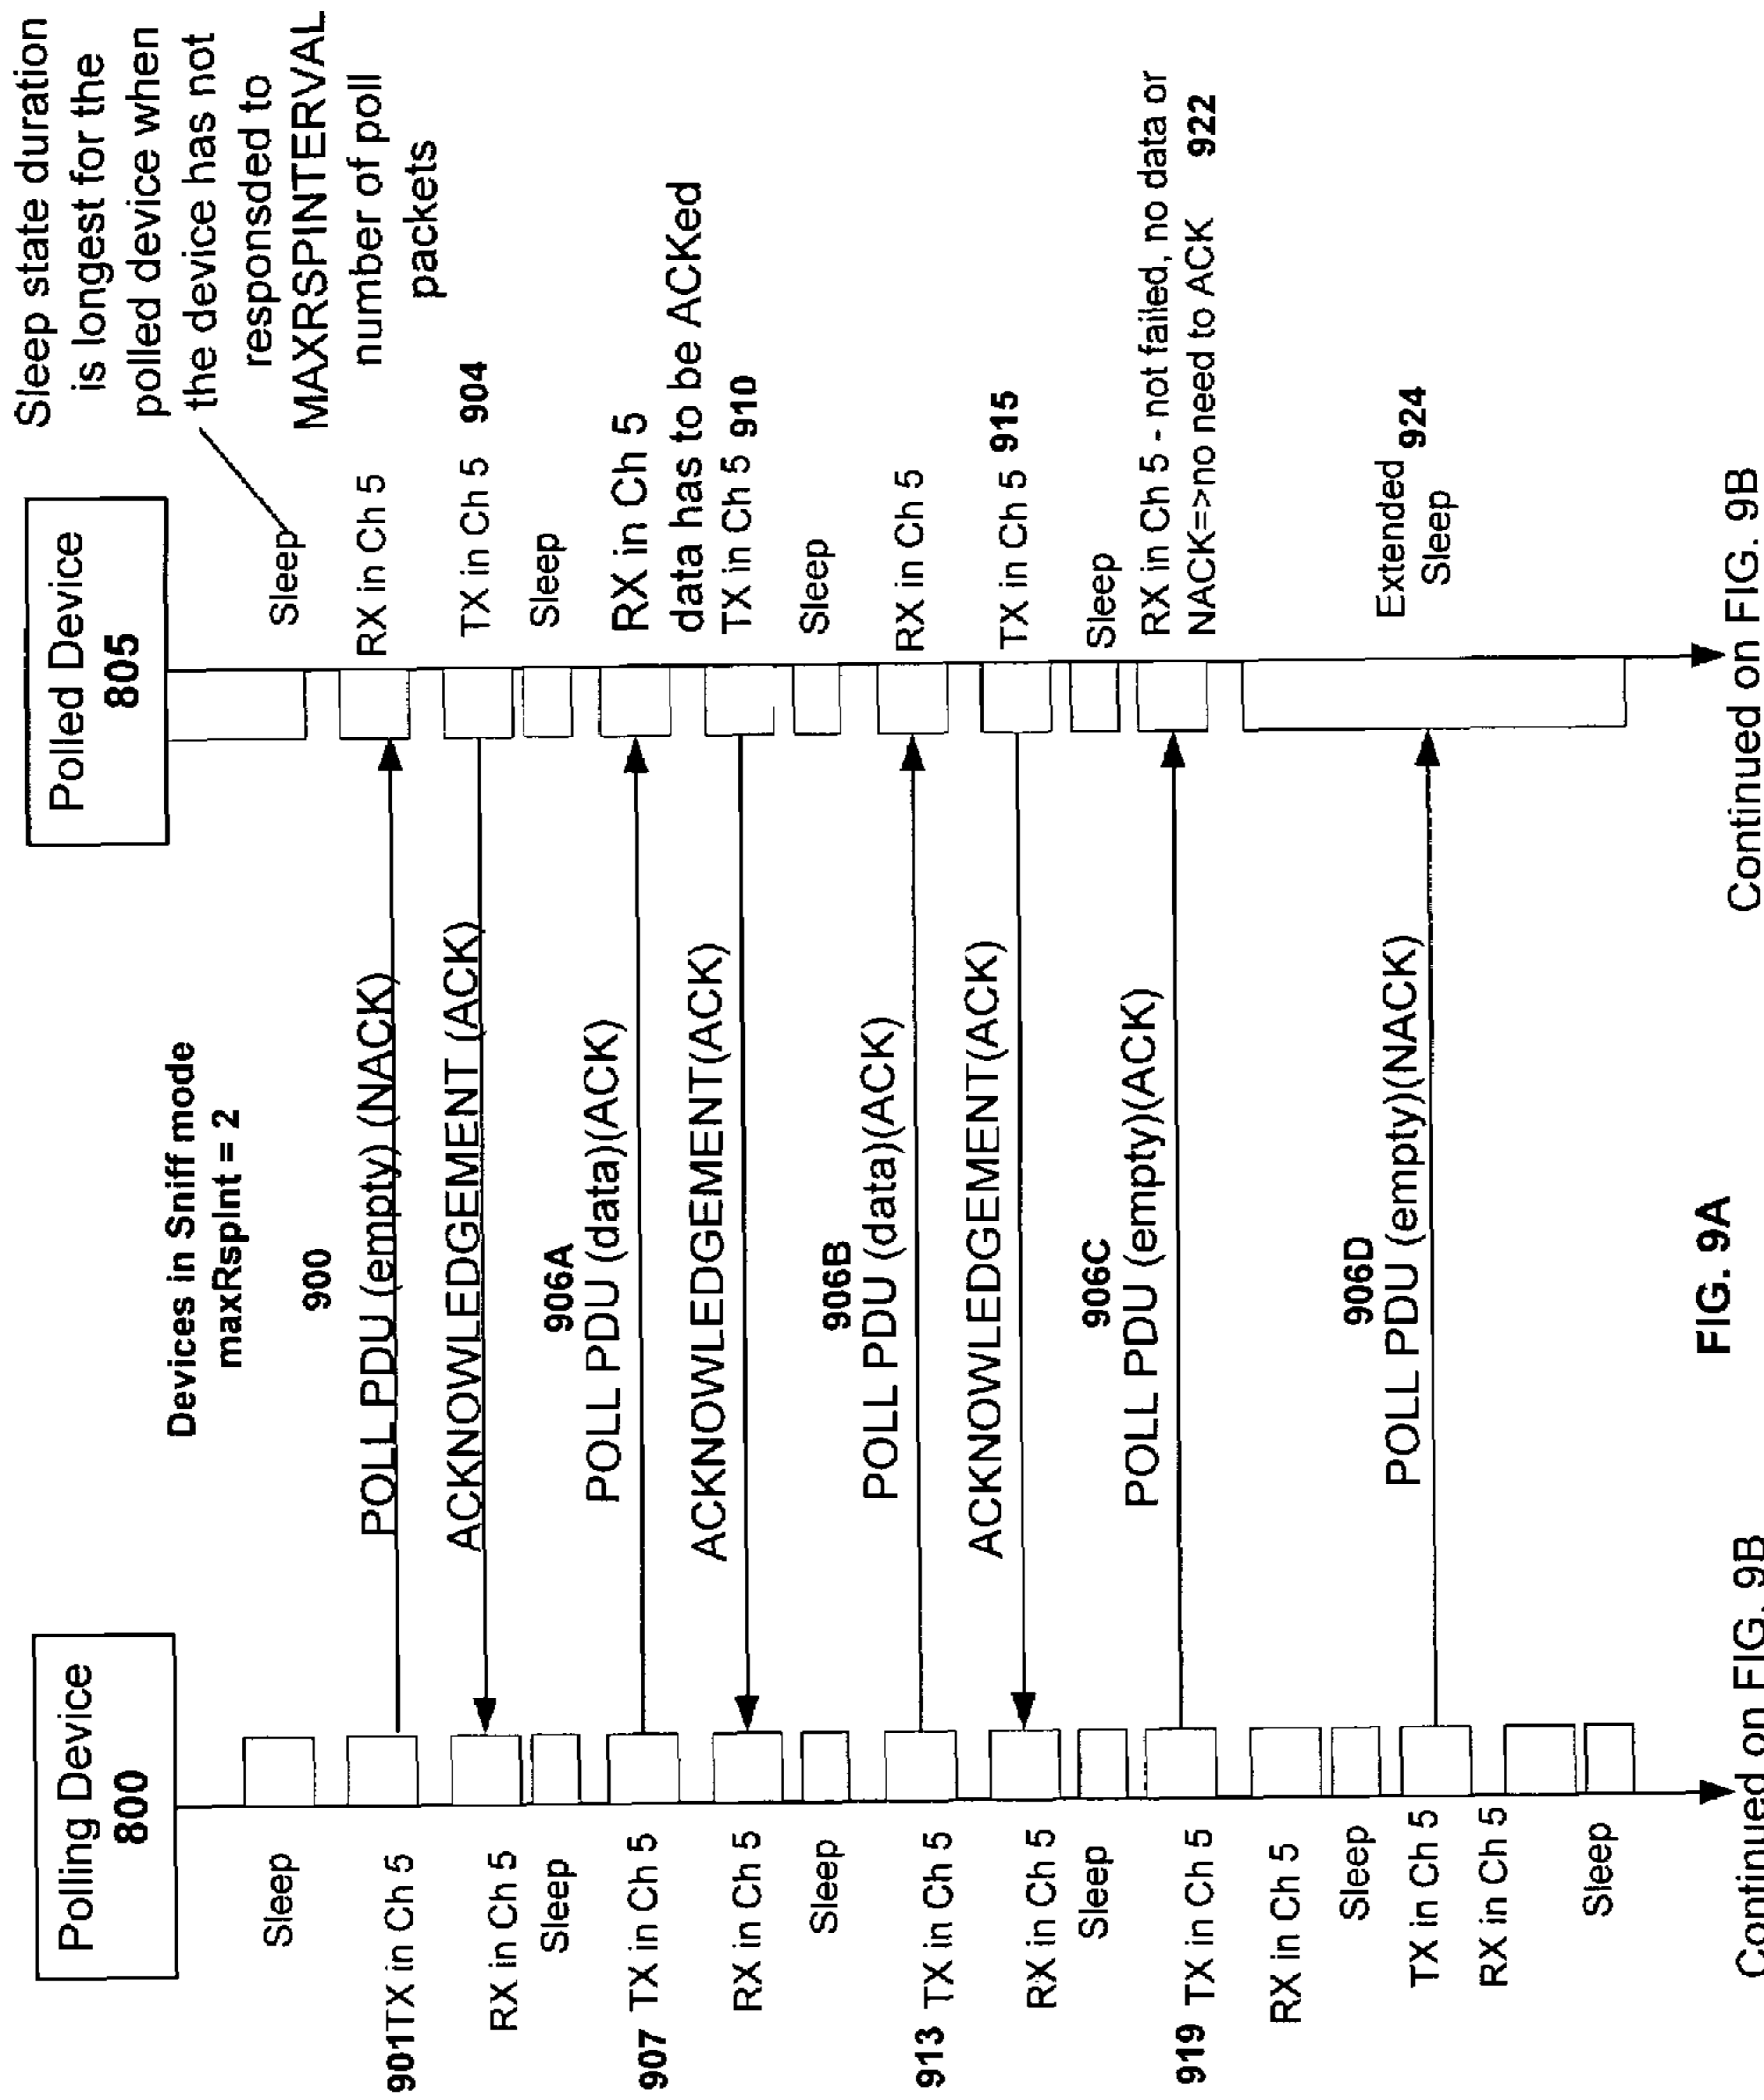 Polling Device
800
Polled Device
805
Sleep state duration
is longest for the
polled device when
the device has not
responsded to
MAXRSPINTERVAL
number of poll
packets
Devices in Sniff mode
maxRspInt = 2
Sleep
Sleep
900
901 TX in Ch 5
POLL PDU (empty) (NACK)
RX in Ch 5
RX in Ch 5
ACKNOWLEDGEMENT (ACK)
TX in Ch 5 904
Sleep
Sleep
906A
907 TX in Ch 5
POLL PDU (data)(ACK)
RX in Ch 5
data has to be ACKed
RX in Ch 5
ACKNOWLEDGEMENT(ACK)
TX in Ch 5 910
Sleep
Sleep
906B
913 TX in Ch 5
POLL PDU (data)(ACK)
RX in Ch 5
RX in Ch 5
ACKNOWLEDGEMENT(ACK)
TX in Ch 5 915
Sleep
Sleep
906C
919 TX in Ch 5
POLL PDU (empty)(ACK)
RX in Ch 5 - not failed, no data or
NACK=>no need to ACK 922
RX in Ch 5
Sleep
906D
TX in Ch 5
POLL PDU (empty)(NACK)
Extended 924
Sleep
RX in Ch 5
Sleep
FIG. 9A
Continued on FIG. 9B
Continued on FIG. 9B